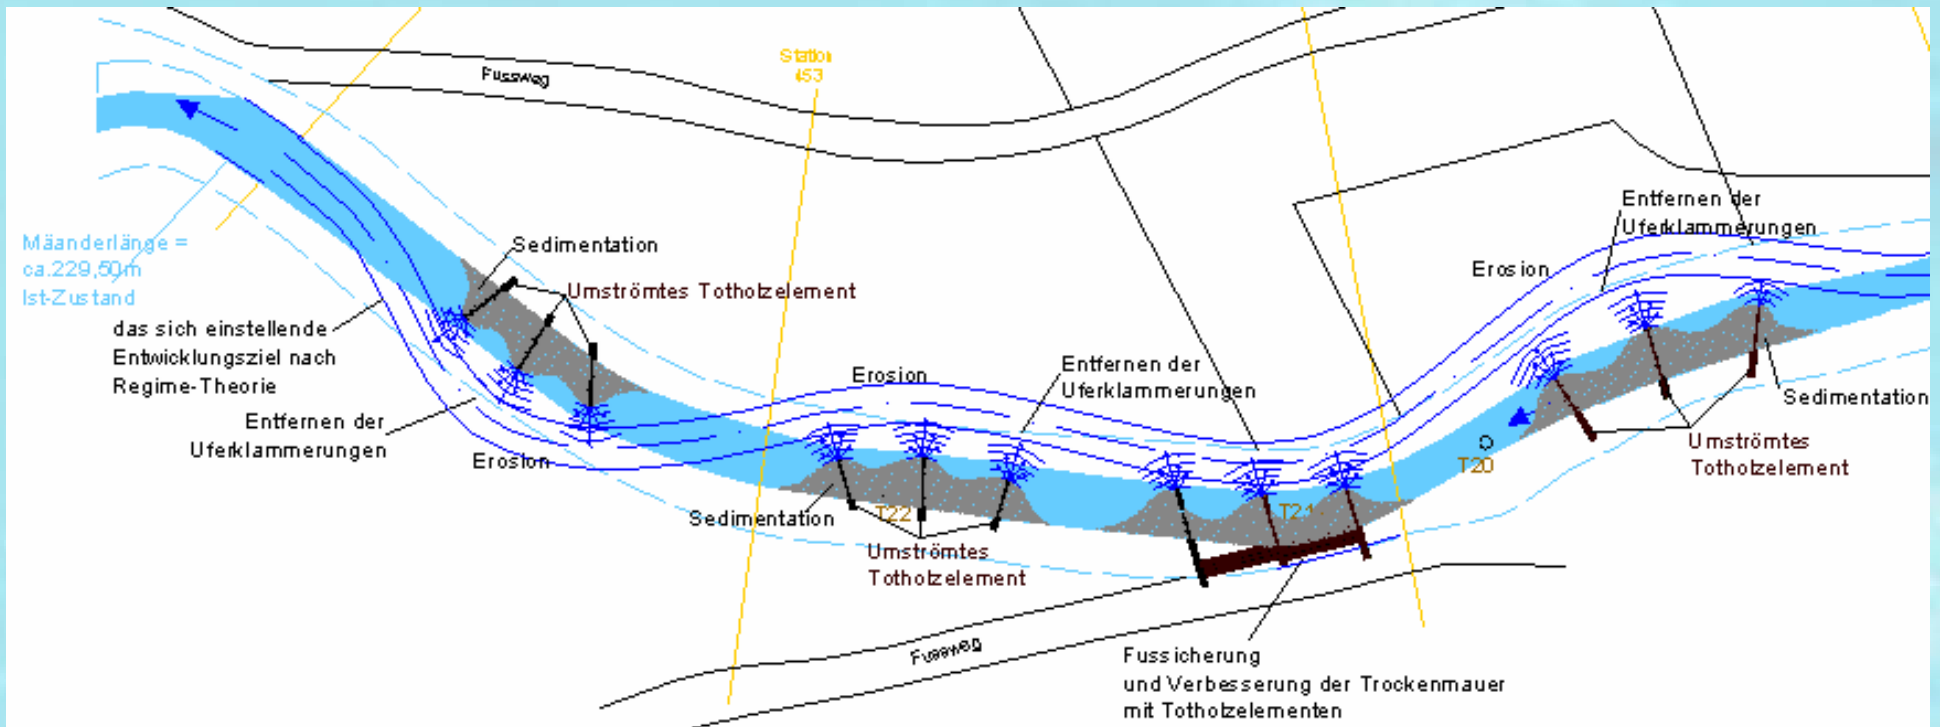 Fussweg
Station
453
Entfernen der
Uferklammerungen
Erosion
Sedimentation
Umströmtes Totholzelement
Mäanderlänge =
ca.229,50m
Ist-Zustand
das sich einstellende
Entwicklungsziel nach
Regime-Theorie
Entfernen der
Uferklammerungen
Erosion
Erosion
Entfernen der
Uferklammerungen
Sedimentation
T22
Umströmtes
Totholzelement
T21
T20
Sedimentation
Umströmtes
Totholzelement
Fussweg
Fussicherung
und Verbesserung der Trockenmauer
mit Totholzelementen